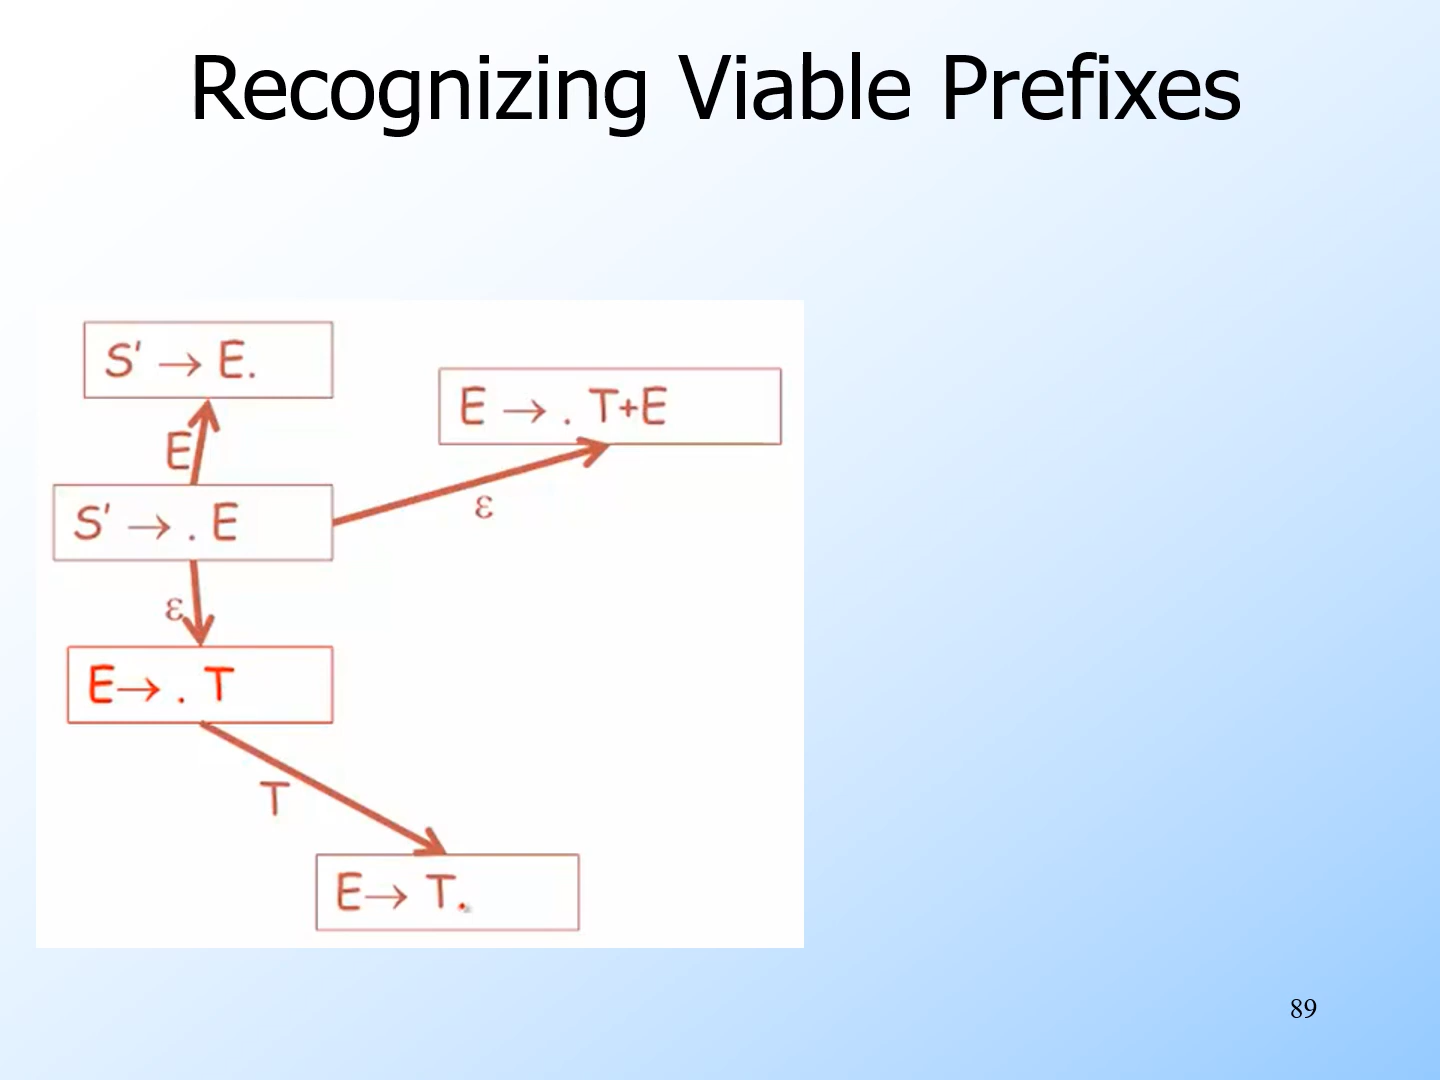 Recognizing Viable Prefixes
S' → E.
E → . T+E
E
S' → . E
ε
ε
E→ . T
T
E→ T.
89